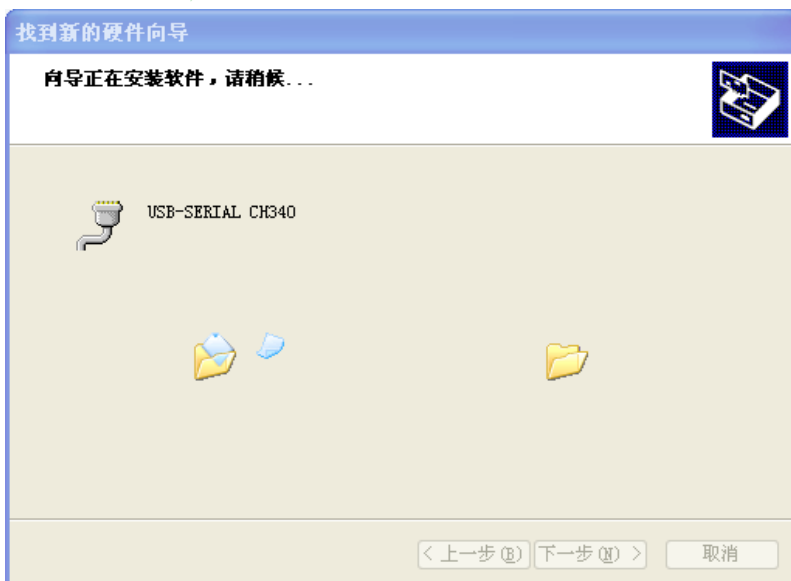 找到新的硬件向导
向导正在安装软件，请稍候...
USB-SERIAL CH340
< 上一步(B) 下一步(N) > 取消